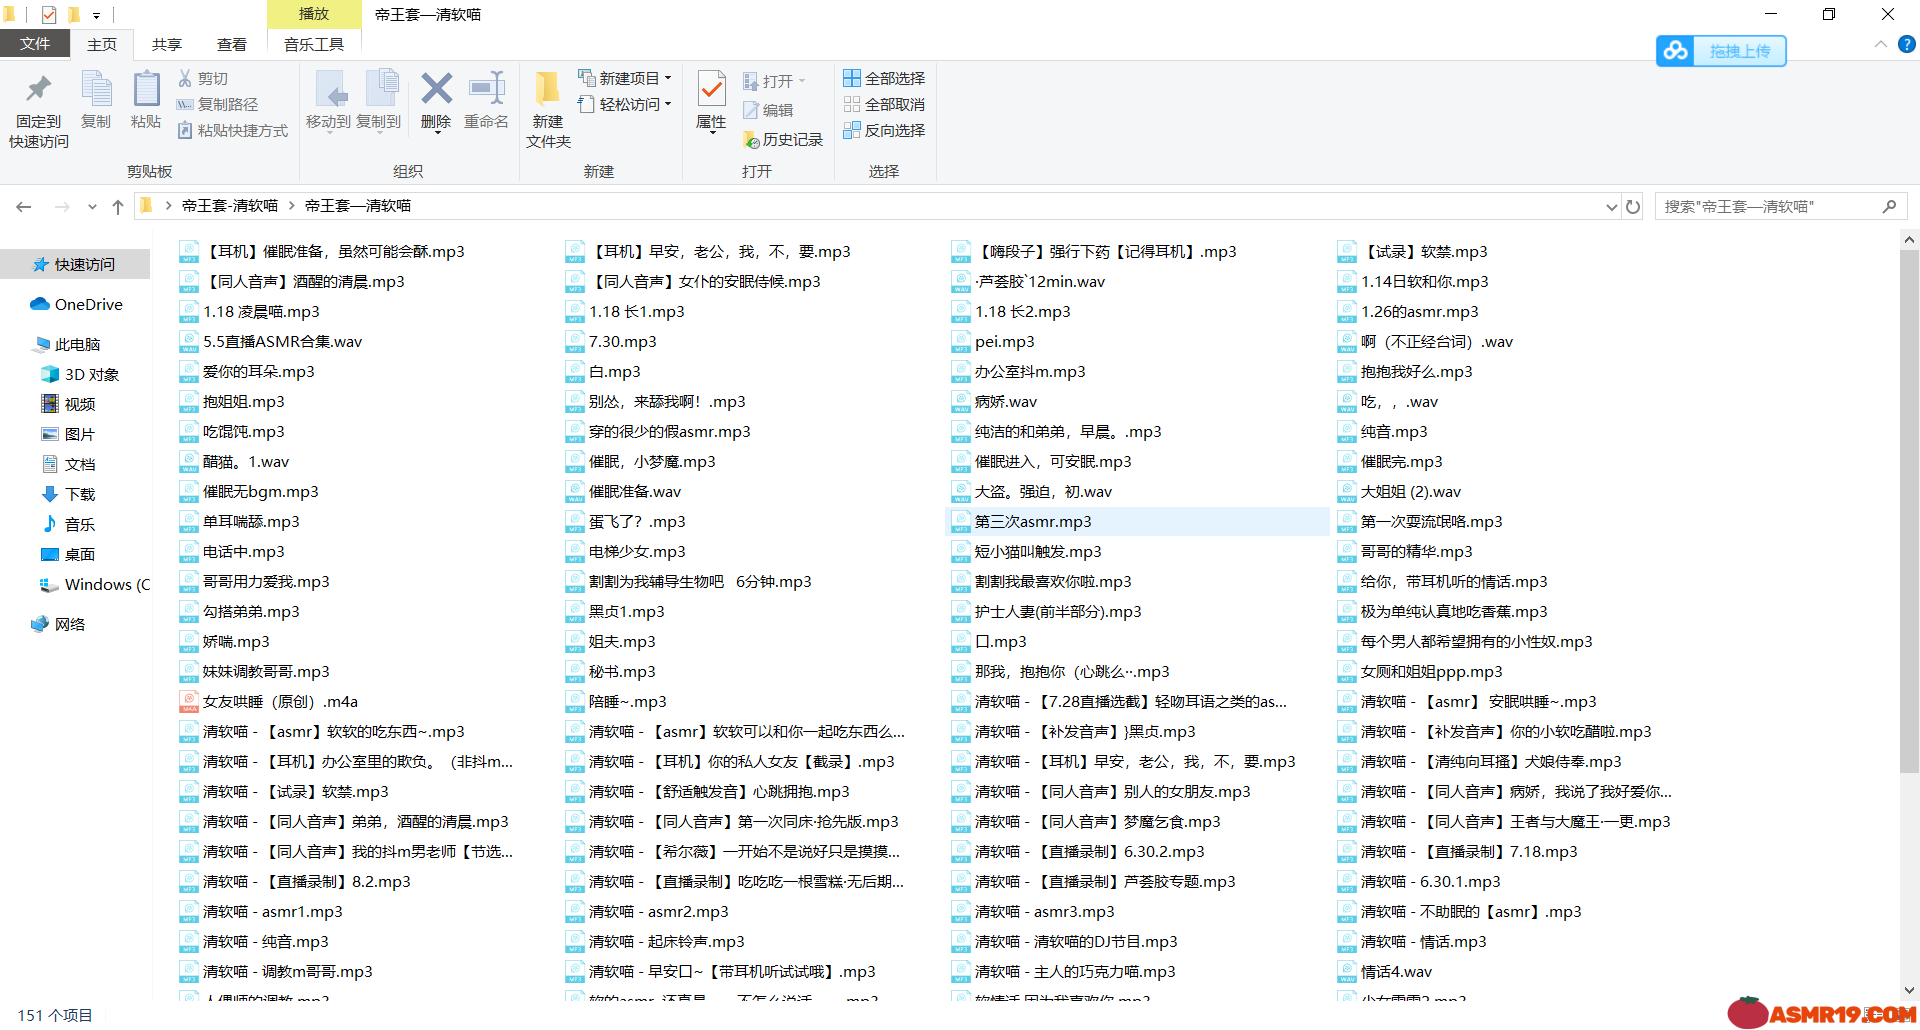 播放
帝王套—清软喵
文件
主页
共享
查看
音乐工具
拖拽上传
固定到
快速访问
复制
粘贴
剪切
复制路径
粘贴快捷方式
剪贴板
移动到
复制到
删除
重命名
组织
新建
文件夹
新建项目
轻松访问
新建
属性
打开
编辑
历史记录
打开
全部选择
全部取消
反向选择
选择
帝王套-清软喵
帝王套—清软喵
搜索"帝王套—清软喵"
快速访问
OneDrive
此电脑
3D 对象
视频
图片
文档
下载
音乐
桌面
Windows (C
网络
【耳机】催眠准备，虽然可能会酥.mp3
【耳机】早安，老公，我，不，要.mp3
【嗨段子】强行下药【记得耳机】.mp3
【试录】软禁.mp3
【同人音声】酒醒的清晨.mp3
【同人音声】女仆的安眠侍候.mp3
·芦荟胶`12min.wav
1.14日软和你.mp3
1.18 凌晨喵.mp3
1.18 长1.mp3
1.18 长2.mp3
1.26的asmr.mp3
5.5直播ASMR合集.wav
7.30.mp3
pei.mp3
啊（不正经台词）.wav
爱你的耳朵.mp3
白.mp3
办公室抖m.mp3
抱抱我好么.mp3
抱姐姐.mp3
别怂，来舔我啊！.mp3
病娇.wav
吃，，.wav
吃馄饨.mp3
穿的很少的假asmr.mp3
纯洁的和弟弟，早晨。.mp3
纯音.mp3
醋猫。1.wav
催眠，小梦魔.mp3
催眠进入，可安眠.mp3
催眠完.mp3
催眠无bgm.mp3
催眠准备.wav
大盗。强迫，初.wav
大姐姐 (2).wav
单耳喘舔.mp3
蛋飞了？.mp3
第三次asmr.mp3
第一次耍流氓咯.mp3
电话中.mp3
电梯少女.mp3
短小猫叫触发.mp3
哥哥的精华.mp3
哥哥用力爱我.mp3
割割为我辅导生物吧   6分钟.mp3
割割我最喜欢你啦.mp3
给你，带耳机听的情话.mp3
勾搭弟弟.mp3
黑贞1.mp3
护士人妻(前半部分).mp3
极为单纯认真地吃香蕉.mp3
娇喘.mp3
姐夫.mp3
口.mp3
每个男人都希望拥有的小性奴.mp3
妹妹调教哥哥.mp3
秘书.mp3
那我，抱抱你（心跳么··.mp3
女厕和姐姐ppp.mp3
女友哄睡（原创）.m4a
陪睡~.mp3
清软喵 - 【7.28直播选截】轻吻耳语之类的as...
清软喵 - 【asmr】 安眠哄睡~.mp3
清软喵 - 【asmr】软软的吃东西~.mp3
清软喵 - 【asmr】软软可以和你一起吃东西么...
清软喵 - 【补发音声】}黑贞.mp3
清软喵 - 【补发音声】你的小软吃醋啦.mp3
清软喵 - 【耳机】办公室里的欺负。（非抖m...
清软喵 - 【耳机】你的私人女友【截录】.mp3
清软喵 - 【耳机】早安，老公，我，不，要.mp3
清软喵 - 【清纯向耳搔】犬娘侍奉.mp3
清软喵 - 【试录】软禁.mp3
清软喵 - 【舒适触发音】心跳拥抱.mp3
清软喵 - 【同人音声】别人的女朋友.mp3
清软喵 - 【同人音声】病娇，我说了我好爱你...
清软喵 - 【同人音声】弟弟，酒醒的清晨.mp3
清软喵 - 【同人音声】第一次同床·抢先版.mp3
清软喵 - 【同人音声】梦魔乞食.mp3
清软喵 - 【同人音声】王者与大魔王·一更.mp3
清软喵 - 【同人音声】我的抖m男老师【节选...
清软喵 - 【希尔薇】一开始不是说好只是摸摸...
清软喵 - 【直播录制】6.30.2.mp3
清软喵 - 【直播录制】7.18.mp3
清软喵 - 【直播录制】8.2.mp3
清软喵 - 【直播录制】吃吃吃一根雪糕·无后期...
清软喵 - 【直播录制】芦荟胶专题.mp3
清软喵 - 6.30.1.mp3
清软喵 - asmr1.mp3
清软喵 - asmr2.mp3
清软喵 - asmr3.mp3
清软喵 - 不助眠的【asmr】.mp3
清软喵 - 纯音.mp3
清软喵 - 起床铃声.mp3
清软喵 - 清软喵的DJ节目.mp3
清软喵 - 情话.mp3
清软喵 - 调教m哥哥.mp3
清软喵 - 早安口~【带耳机听试试哦】.mp3
清软喵 - 主人的巧克力喵.mp3
情话4.wav
151 个项目
ASMR19.COM